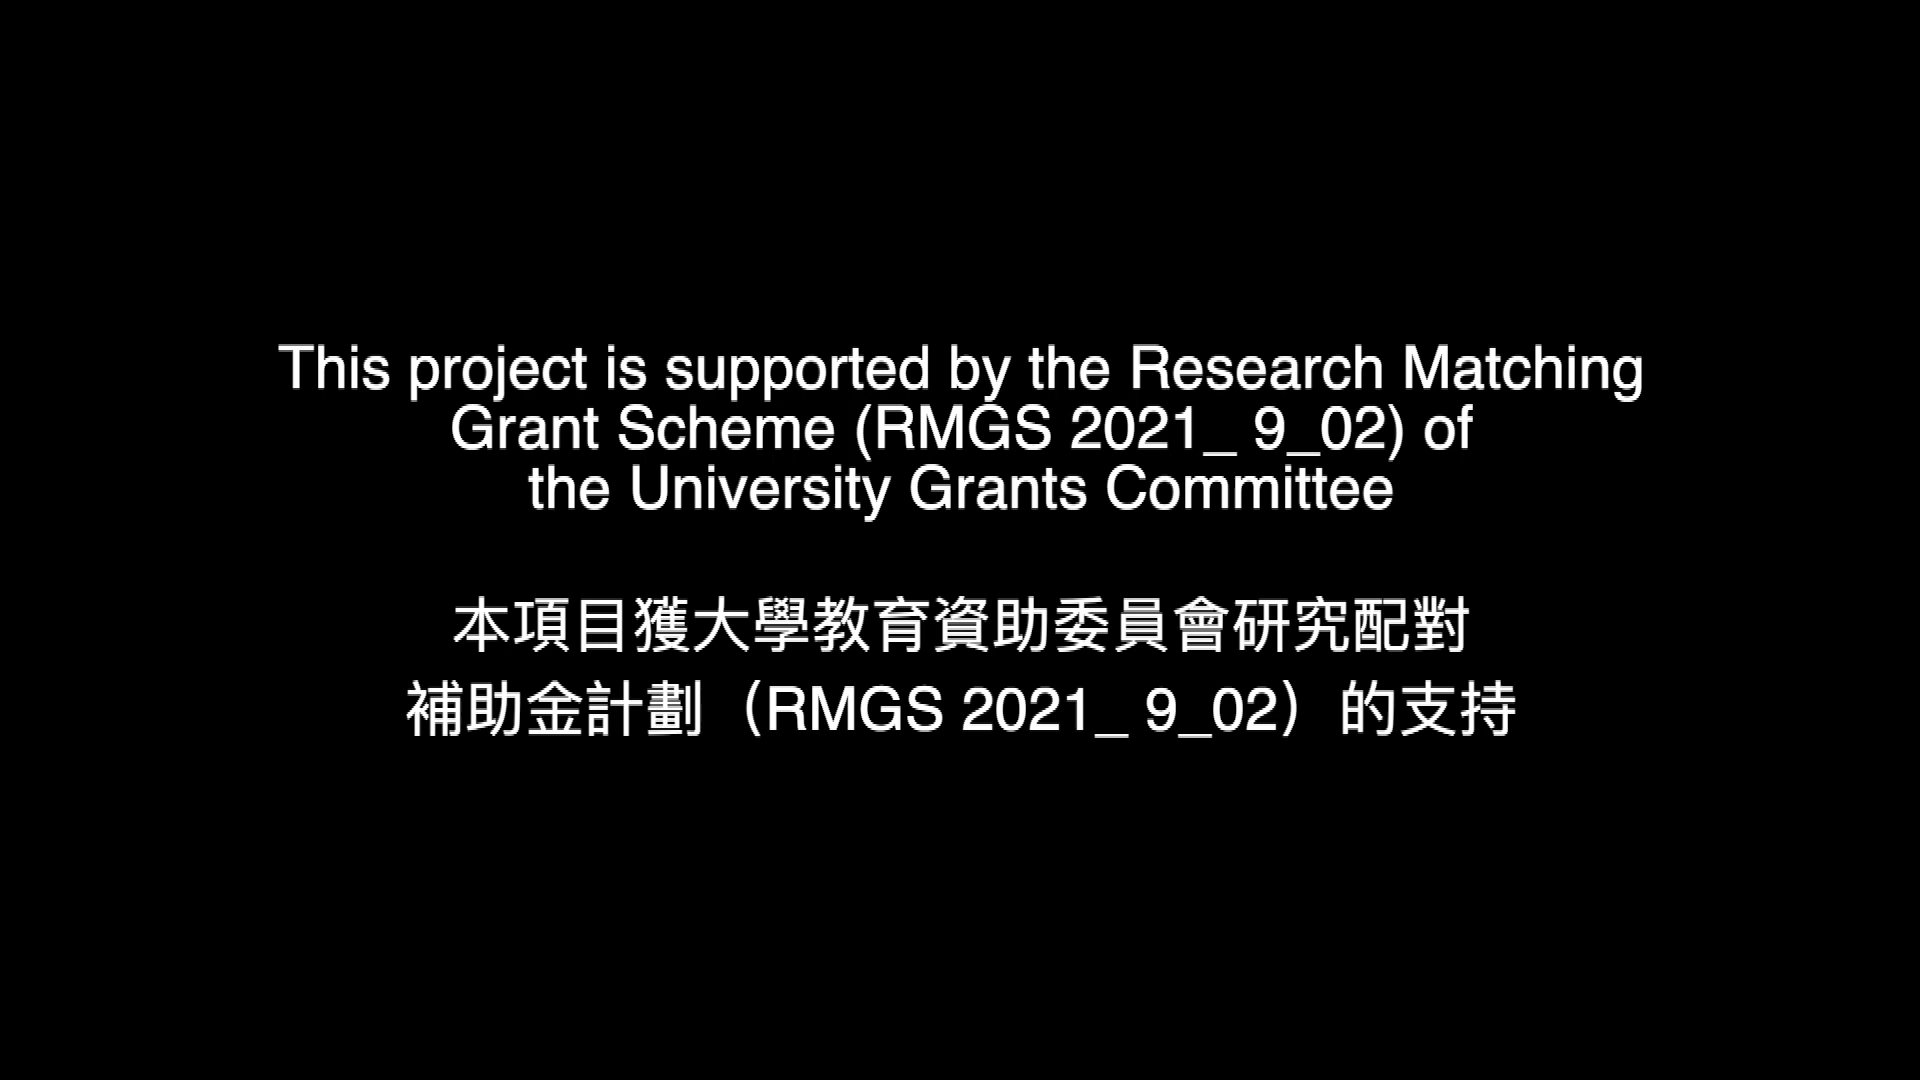 This project is supported by the Research Matching
Grant Scheme (RMGS 2021_ 9_02) of
the University Grants Committee
本項目獲大學教育資助委員會研究配對
補助金計劃（RMGS 2021_ 9_02）的支持